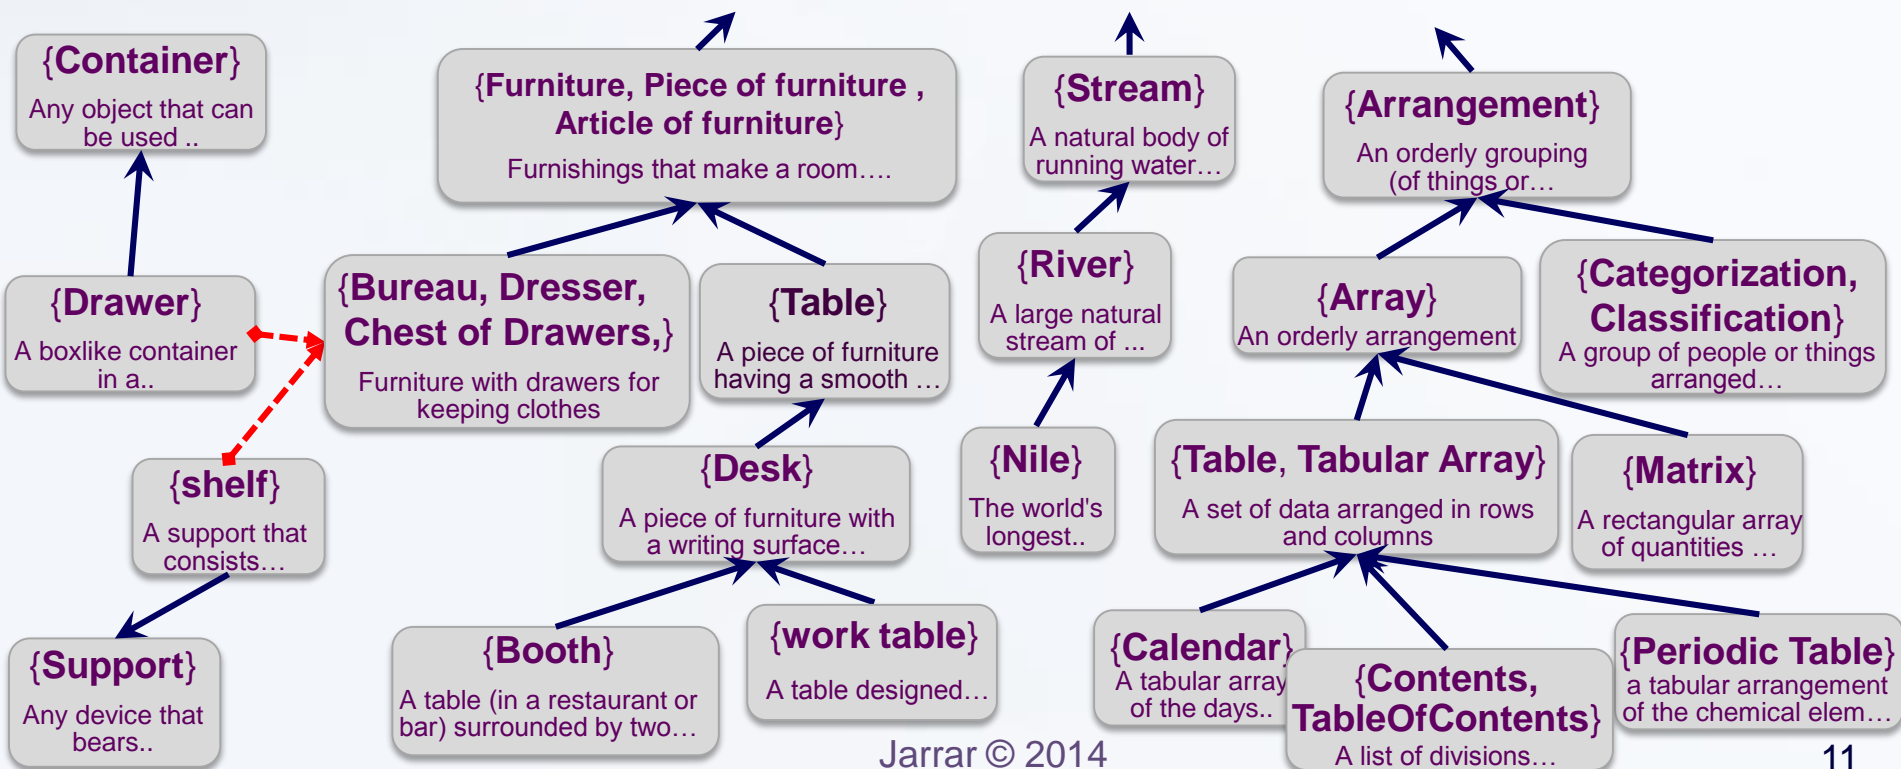 {Container}
Any object that can
be used ..
{Furniture, Piece of furniture ,
Article of furniture}
Furnishings that make a room….
{Stream}
A natural body of
running water…
{Arrangement}
An orderly grouping
(of things or…
{Drawer}
A boxlike container
in a..
{Bureau, Dresser,
Chest of Drawers,}
Furniture with drawers for
keeping clothes
{Table}
A piece of furniture
having a smooth …
{River}
A large natural
stream of ...
{Array}
An orderly arrangement
{Categorization,
Classification}
A group of people or things
arranged…
{shelf}
A support that
consists…
{Desk}
A piece of furniture with
a writing surface…
{Nile}
The world's
longest..
{Table, Tabular Array}
A set of data arranged in rows
and columns
{Matrix}
A rectangular array
of quantities …
{Support}
Any device that
bears..
{Booth}
A table (in a restaurant or
bar) surrounded by two…
{work table}
A table designed…
{Calendar}
A tabular array
of the days..
{Contents,
TableOfContents}
A list of divisions…
{Periodic Table}
a tabular arrangement
of the chemical elem…
Jarrar © 2014
11